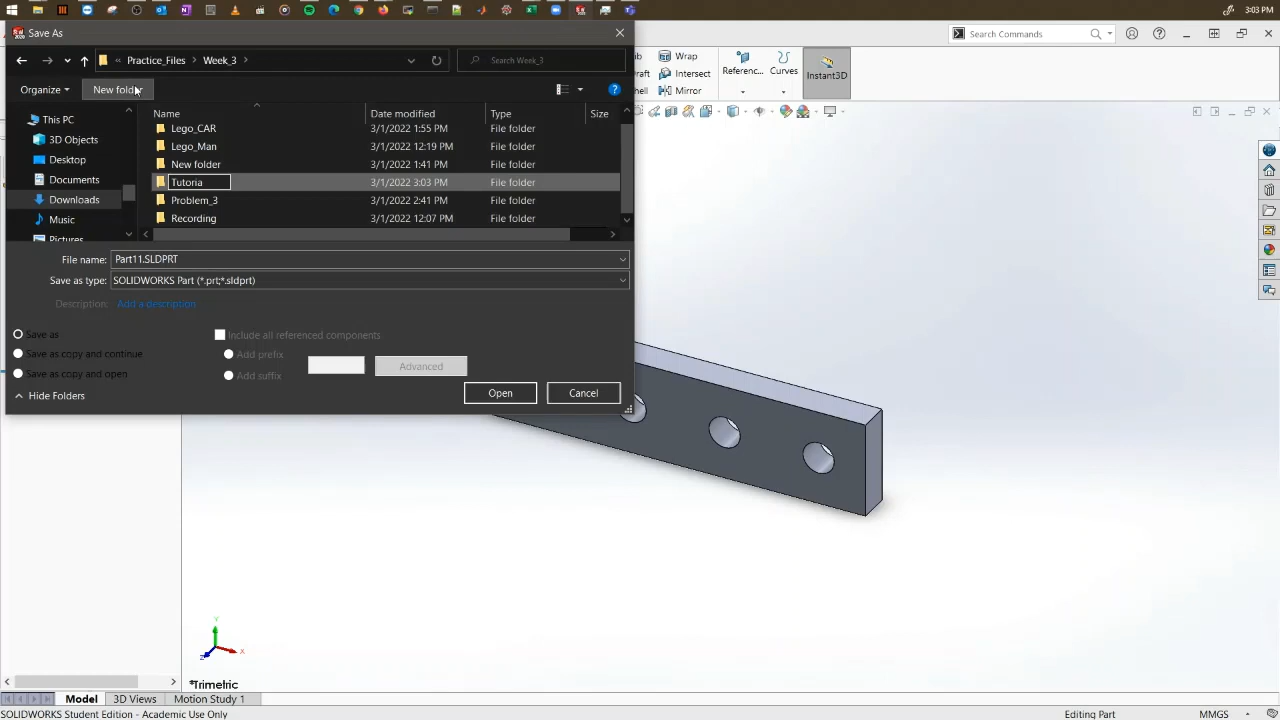 3:03 PM
Save As
Search Commands
« Practice_Files > Week_3 >
Search Week_3
Organize
New folder
Wrap
Intersect
Mirror
Referenc...
Curves
Instant3D
raft
hell
This PC
3D Objects
Desktop
Documents
Downloads
Music
Pictures
Name Date modified Type Size
Lego_CAR 3/1/2022 1:55 PM File folder
Lego_Man 3/1/2022 12:19 PM File folder
New folder 3/1/2022 1:41 PM File folder
Tutoria 3/1/2022 3:03 PM File folder
Problem_3 3/1/2022 2:41 PM File folder
Recording 3/1/2022 12:07 PM File folder
File name: Part11.SLDPRT
Save as type: SOLIDWORKS Part (*.prt;*.sldprt)
Description: Add a description
Save as
Save as copy and continue
Save as copy and open
Include all referenced components
Add prefix
Add suffix
Advanced
Hide Folders
Open
Cancel
Y
X
Z
*Trimetric
Model
3D Views
Motion Study 1
SOLIDWORKS Student Edition - Academic Use Only
Editing Part
MMGS